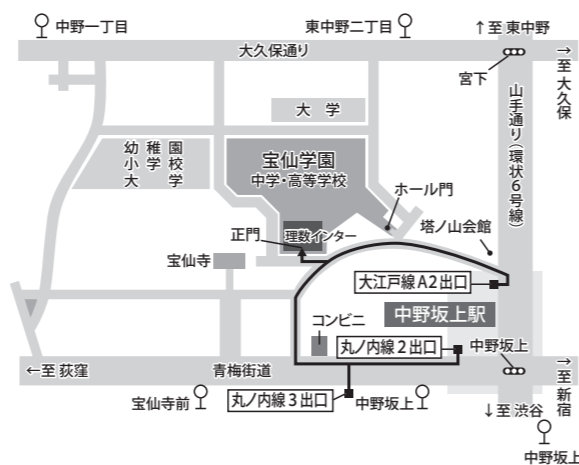 中野一丁目
東中野二丁目
↑至 東中野
大久保通り
→至 大久保
宮下
大 学
山手通り(環状6号線)
幼稚園
小学校
大 学
宝仙学園
中学・高等学校
ホール門
理数インター
正門
塔ノ山会館
宝仙寺
大江戸線A2出口
中野坂上駅
コンビニ
丸ノ内線2出口
中野坂上
←至 荻窪
青梅街道
→至 新宿
宝仙寺前
丸ノ内線3出口
中野坂上
↓至 渋谷
中野坂上